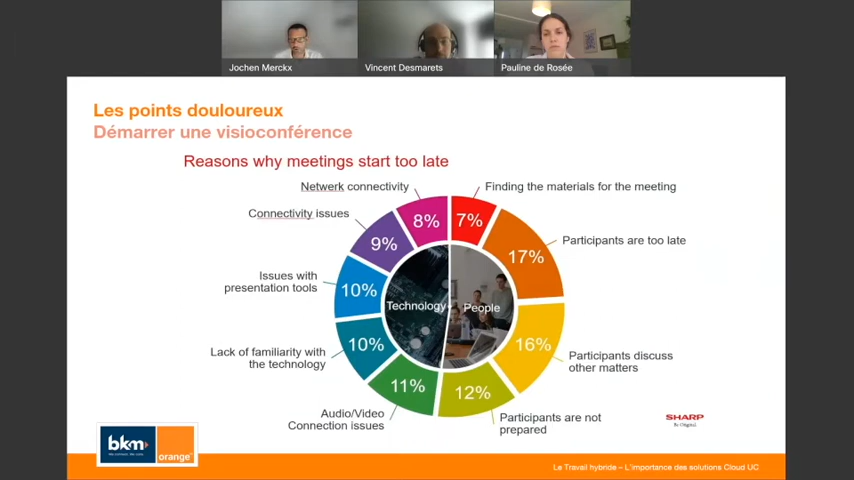 Jochen Merckx
Vincent Desmarets
Pauline de Rosée
Les points douloureux
Démarrer une visioconférence
Reasons why meetings start too late
Netwerk connectivity
Finding the materials for the meeting
8%
7%
Connectivity issues
9%
Participants are too late
17%
Issues with
presentation tools
10%
Technology
People
Lack of familiarity with
the technology
10%
16%
Participants discuss
other matters
11%
12%
Audio/Video
Connection issues
Participants are not
prepared
SHARP
Be Original.
bkm
orange
Le Travail hybride – L'importance des solutions Cloud UC